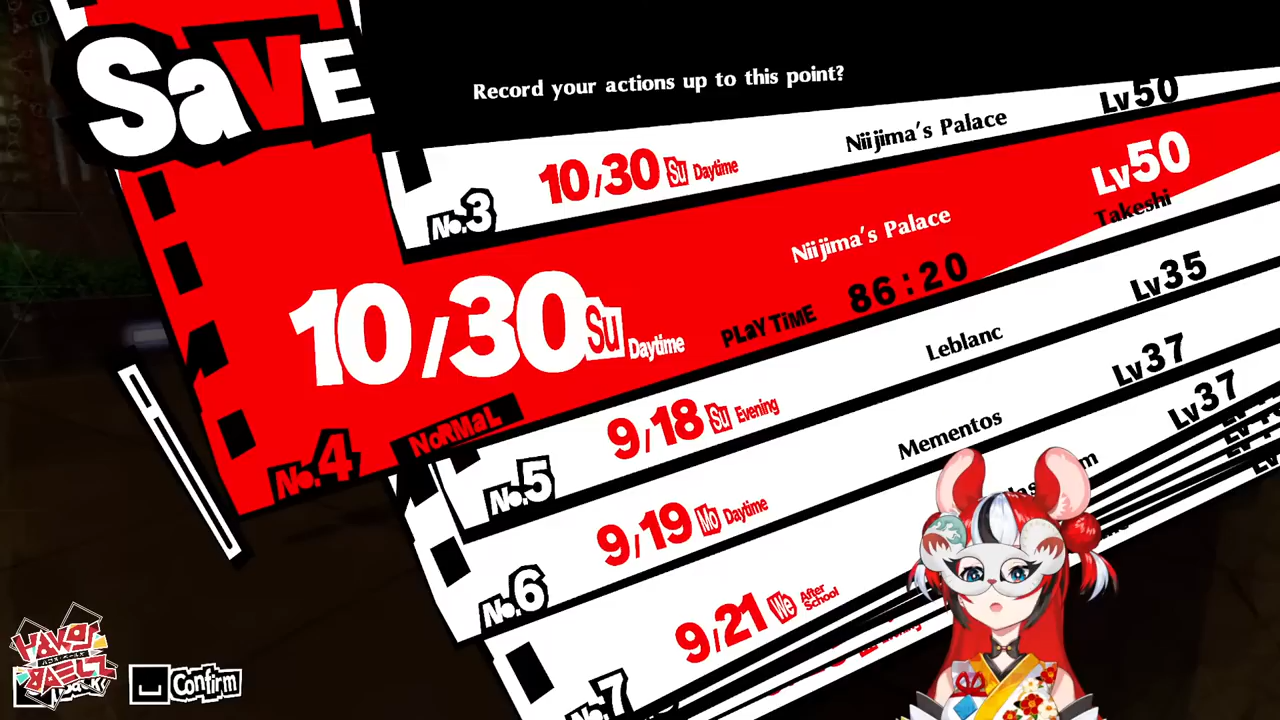 SaVE
Record your actions up to this point?
No.3 10/30 Su Daytime Niijima's Palace Lv50
No.4 10/30 Su Daytime Niijima's Palace Lv50
Takeshi
PLaY TiME 86:20
NoRMaL
No.5 9/18 Su Evening Leblanc Lv35
No.6 9/19 Mo Daytime Mementos Lv37
No.7 9/21 We After School Lv37
HAKOS
BAELZ
Confirm